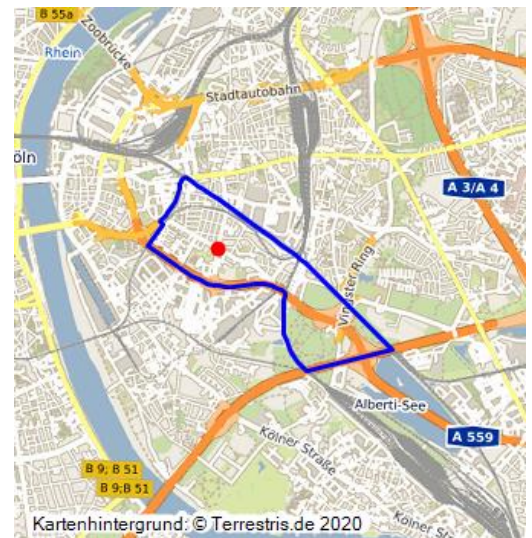 B 55a
Zoobrücke
Rhein
Stadtautobahn
öln
A 3/A 4
Vingster Ring
Alberti-See
A 559
Kölner Straße
B 9; B 51
B 9;B 51
Kölner Straße
Kartenhintergrund: © Terrestris.de 2020